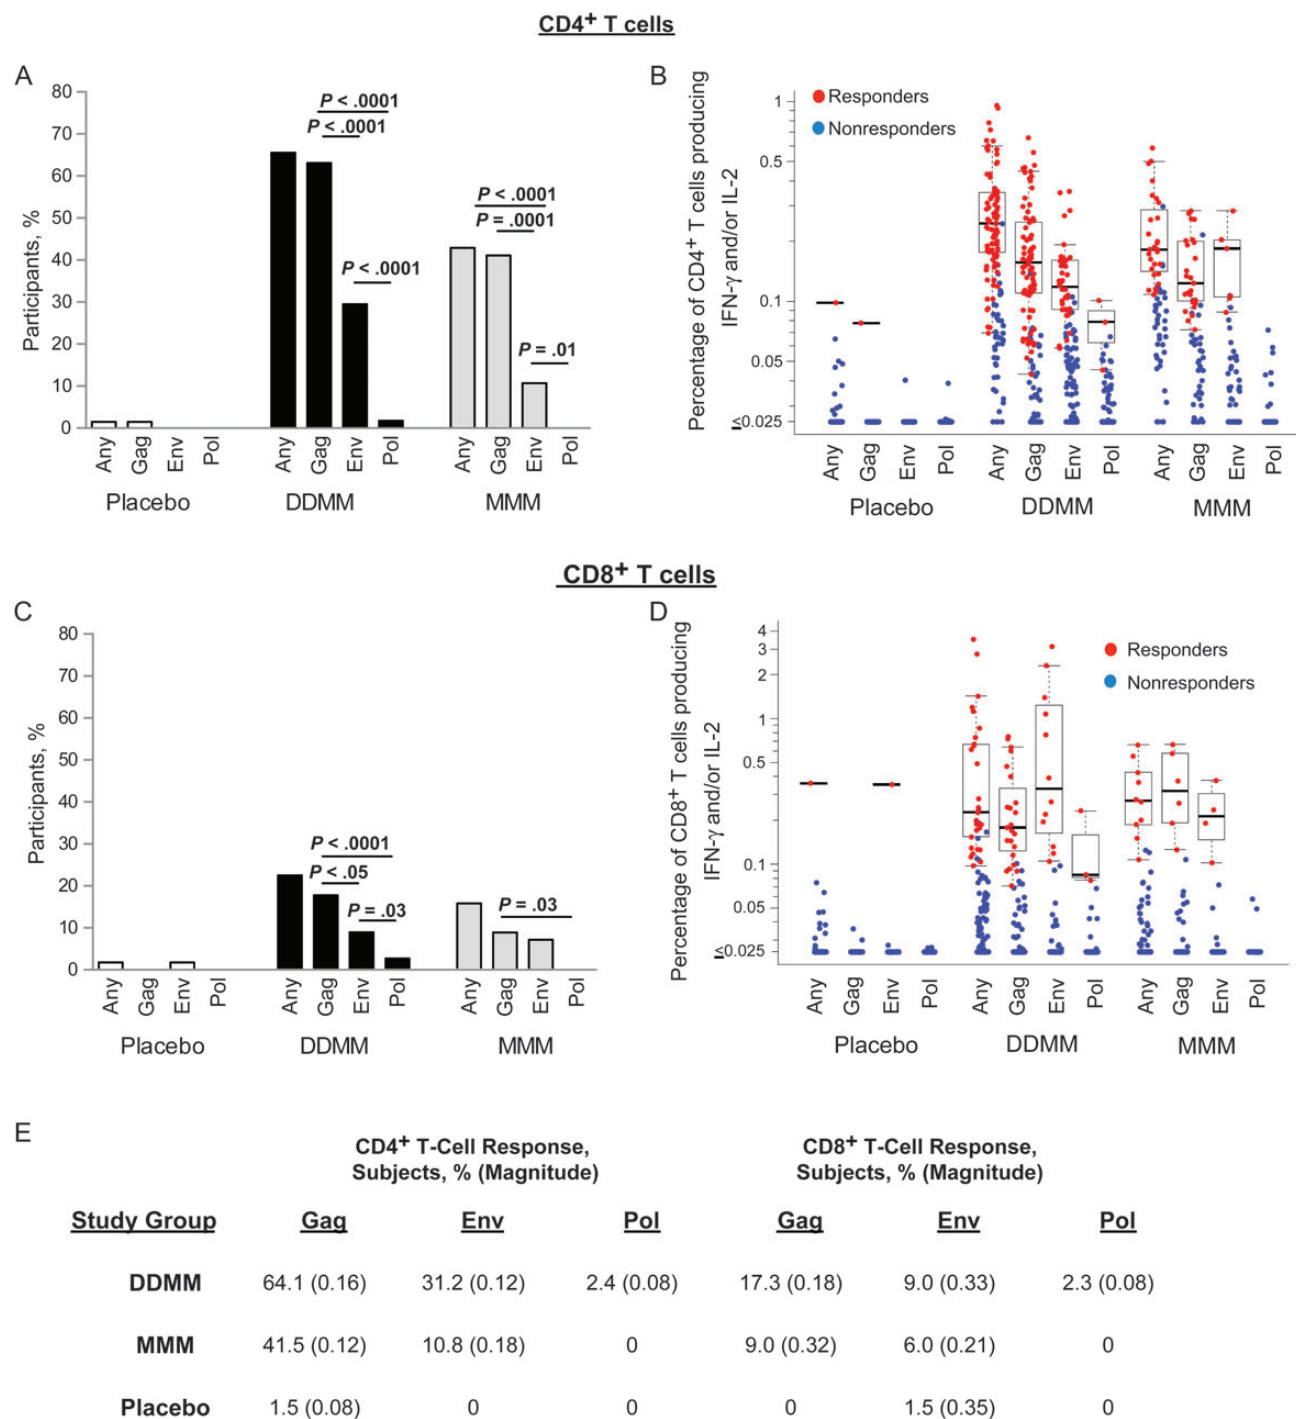 CD4+ T cells
A
Participants, %
80
70
60
50
40
30
20
10
0
P < .0001
P < .0001
P < .0001
P < .0001
P = .0001
P = .01
Any Gag Env Pol Any Gag Env Pol Any Gag Env Pol
Placebo DDMM MMM
B
Percentage of CD4+ T cells producing
IFN-γ and/or IL-2
Responders
Nonresponders
1
0.5
0.1
0.05
≤0.025
Any Gag Env Pol Any Gag Env Pol Any Gag Env Pol
Placebo DDMM MMM
CD8+ T cells
C
Participants, %
80
70
60
50
40
30
20
10
0
P < .0001
P < .05
P = .03
P = .03
Any Gag Env Pol Any Gag Env Pol Any Gag Env Pol
Placebo DDMM MMM
D
Percentage of CD8+ T cells producing
IFN-γ and/or IL-2
Responders
Nonresponders
4
3
2
1
0.5
0.1
0.05
≤0.025
Any Gag Env Pol Any Gag Env Pol Any Gag Env Pol
Placebo DDMM MMM
E
CD4+ T-Cell Response, CD8+ T-Cell Response,
Subjects, % (Magnitude) Subjects, % (Magnitude)
Study Group Gag Env Pol Gag Env Pol
DDMM 64.1 (0.16) 31.2 (0.12) 2.4 (0.08) 17.3 (0.18) 9.0 (0.33) 2.3 (0.08)
MMM 41.5 (0.12) 10.8 (0.18) 0 9.0 (0.32) 6.0 (0.21) 0
Placebo 1.5 (0.08) 0 0 0 1.5 (0.35) 0